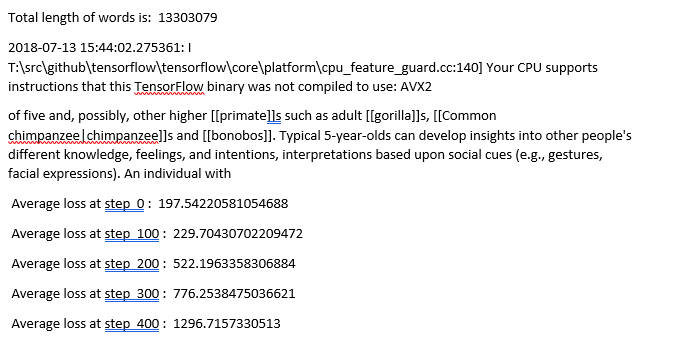 Total length of words is:  13303079
2018-07-13 15:44:02.275361: I
T:\src\github\tensorflow\tensorflow\core\platform\cpu_feature_guard.cc:140] Your CPU supports
instructions that this TensorFlow binary was not compiled to use: AVX2
of five and, possibly, other higher [[primate]]s such as adult [[gorilla]]s, [[Common
chimpanzee|chimpanzee]]s and [[bonobos]]. Typical 5-year-olds can develop insights into other people's
different knowledge, feelings, and intentions, interpretations based upon social cues (e.g., gestures,
facial expressions). An individual with
Average loss at step  0 :  197.54220581054688
Average loss at step  100 :  229.70430702209472
Average loss at step  200 :  522.1963358306884
Average loss at step  300 :  776.2538475036621
Average loss at step  400 :  1296.7157330513